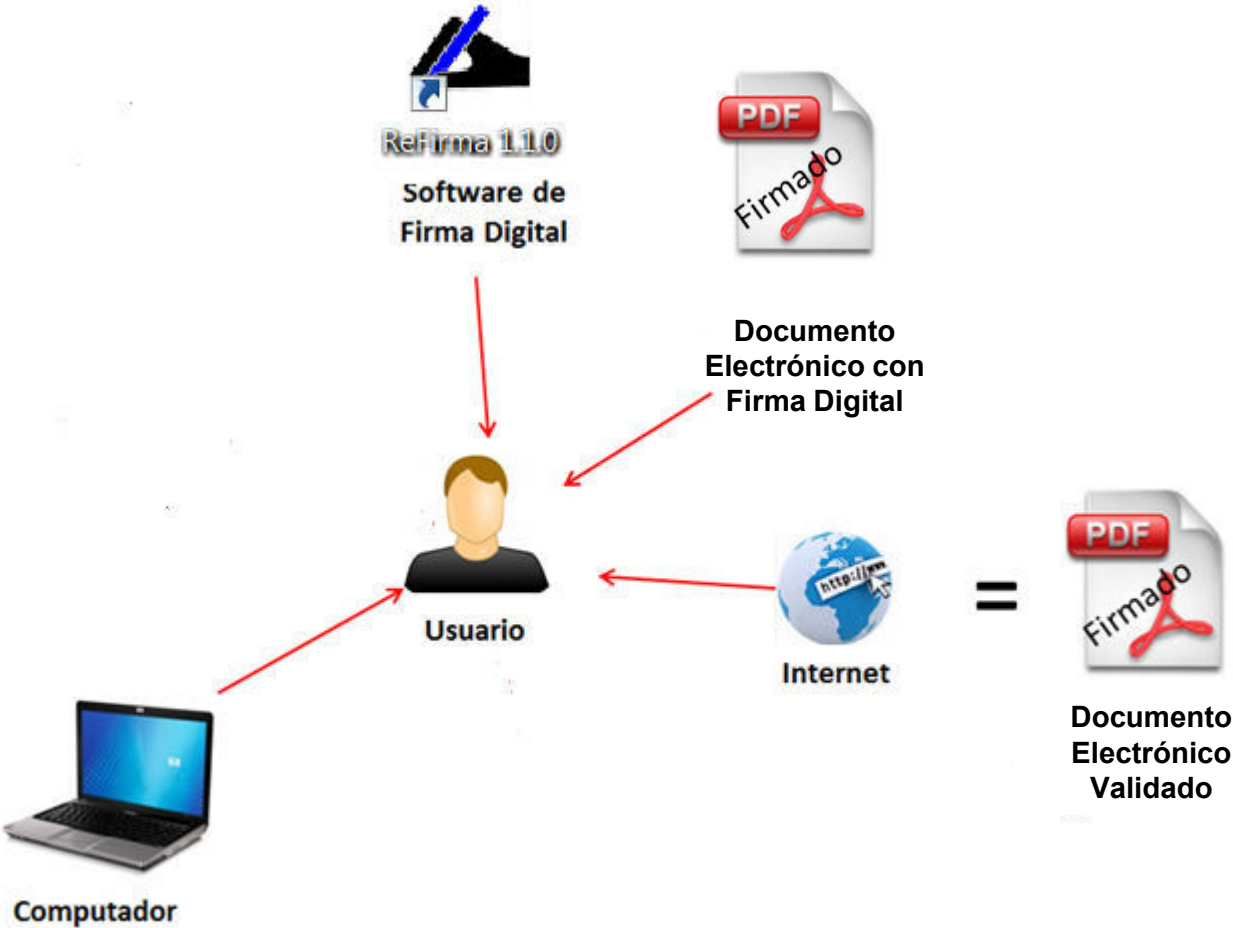 ReFirma 1.1.0
Software de
Firma Digital
PDF
Firmado
Documento
Electrónico con
Firma Digital
Usuario
http://www
Internet
=
PDF
Firmado
Documento
Electrónico
Validado
Computador